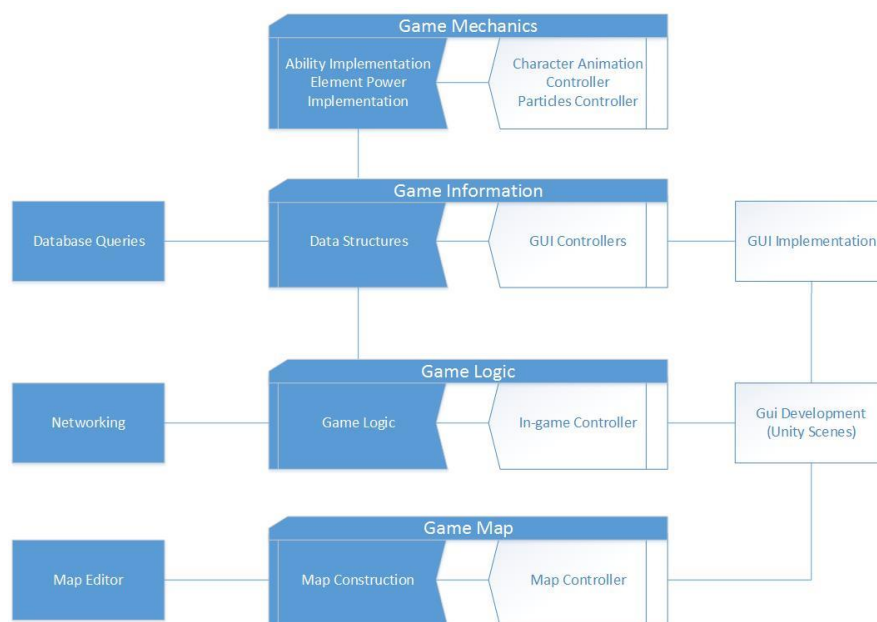 Game Mechanics
Ability Implementation
Element Power
Implementation
Character Animation
Controller
Particles Controller
Game Information
Database Queries
Data Structures
GUI Controllers
GUI Implementation
Game Logic
Networking
Game Logic
In-game Controller
Gui Development
(Unity Scenes)
Game Map
Map Editor
Map Construction
Map Controller